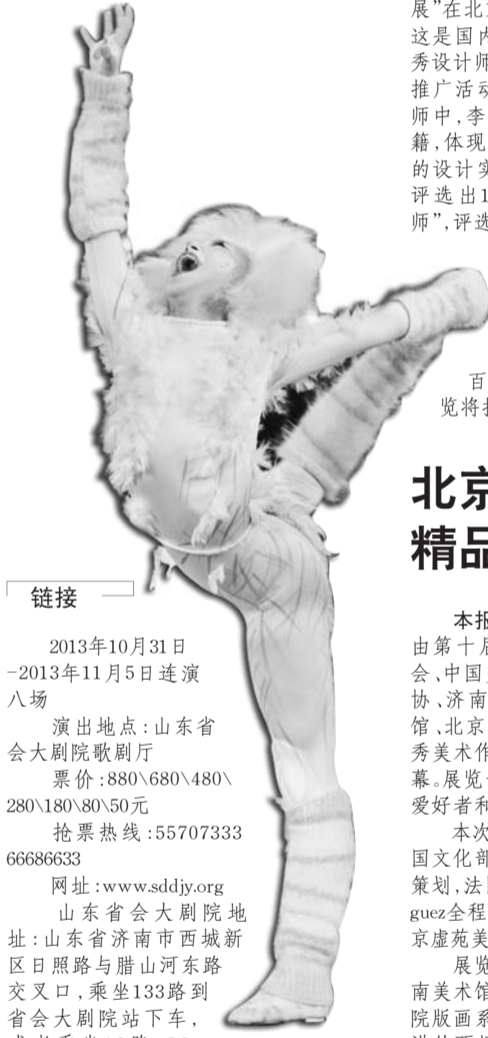 链接
2013年10月31日
-2013年11月5日连演
八场
演出地点:山东省
会大剧院歌剧厅
票价:880\680\480\
280\180\80\50元
抢票热线:55707333
66686633
网址:www.sddjy.org
山东省会大剧院地
址:山东省济南市西城新
区日照路与腊山河东路
交叉口,乘坐133路到
省会大剧院站下车,
展”在北
这是国内
秀设计师
推广活动
师中,李
籍,体现
的设计实
评选出1
师”,评选
百
览将
北京
精品
本报
由第十届
会、中国
协、济南
馆、北京
秀美术作
幕。展览
爱好者和
本次
国文化部
策划,法
guez全程
京虚苑美
展览
南美术馆
院版画系